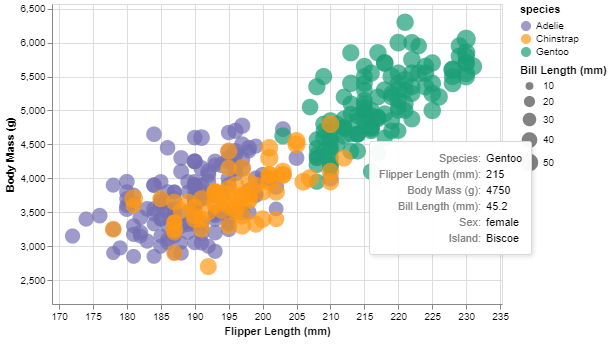 6,500
6,000
5,500
5,000
4,500
4,000
3,500
3,000
2,500
Body Mass (g)
170 175 180 185 190 195 200 205 210 215 220 225 230 235
Flipper Length (mm)
species
Adelie
Chinstrap
Gentoo
Bill Length (mm)
10
20
30
40
50
Species: Gentoo
Flipper Length (mm): 215
Body Mass (g): 4750
Bill Length (mm): 45.2
Sex: female
Island: Biscoe